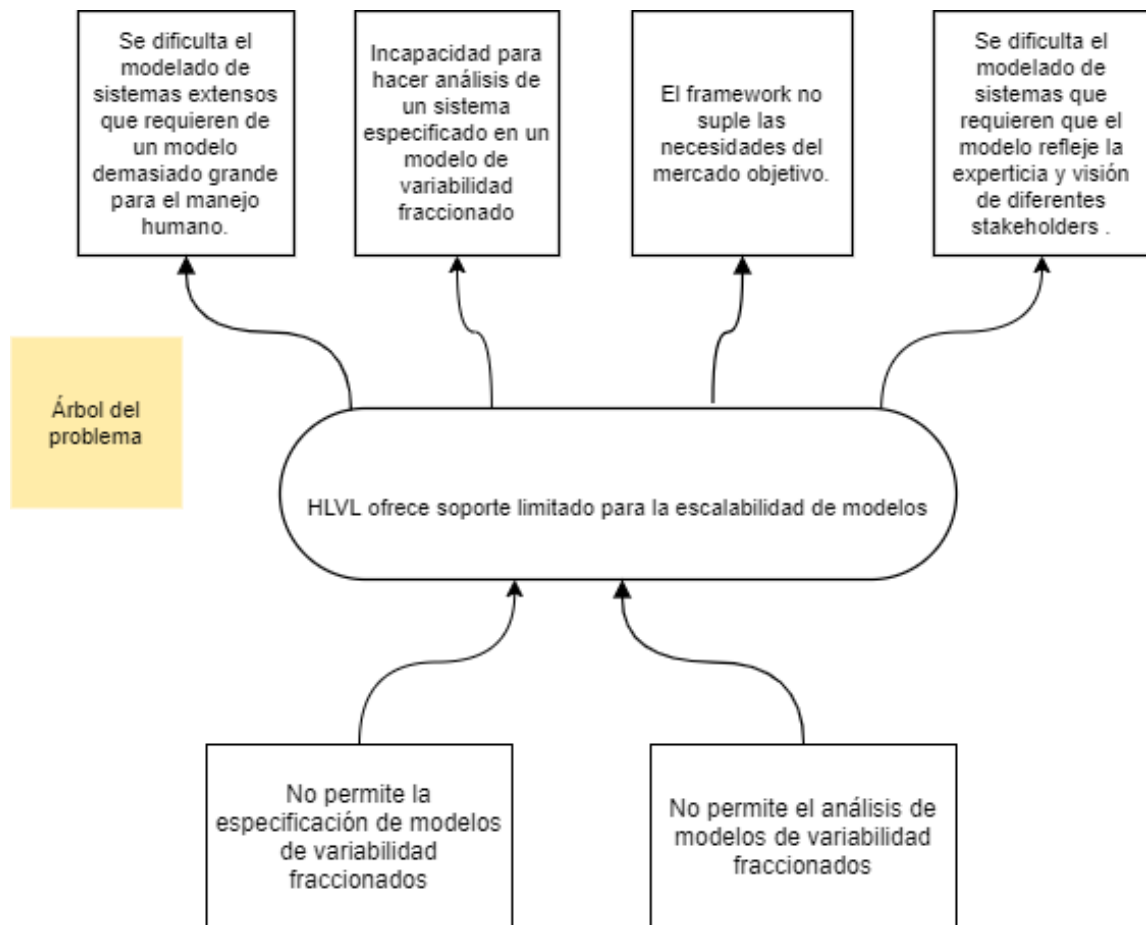 Se dificulta el
modelado de
sistemas extensos
que requieren de
un modelo
demasiado grande
para el manejo
humano.
Incapacidad para
hacer análisis de
un sistema
especificado en un
modelo de
variabilidad
fraccionado
El framework no
suple las
necesidades del
mercado objetivo.
Se dificulta el
modelado de
sistemas que
requieren que el
modelo refleje la
experticia y visión
de diferentes
stakeholders .
Árbol del
problema
HLVL ofrece soporte limitado para la escalabilidad de modelos
No permite la
especificación de modelos
de variabilidad
fraccionados
No permite el análisis de
modelos de variabilidad
fraccionados